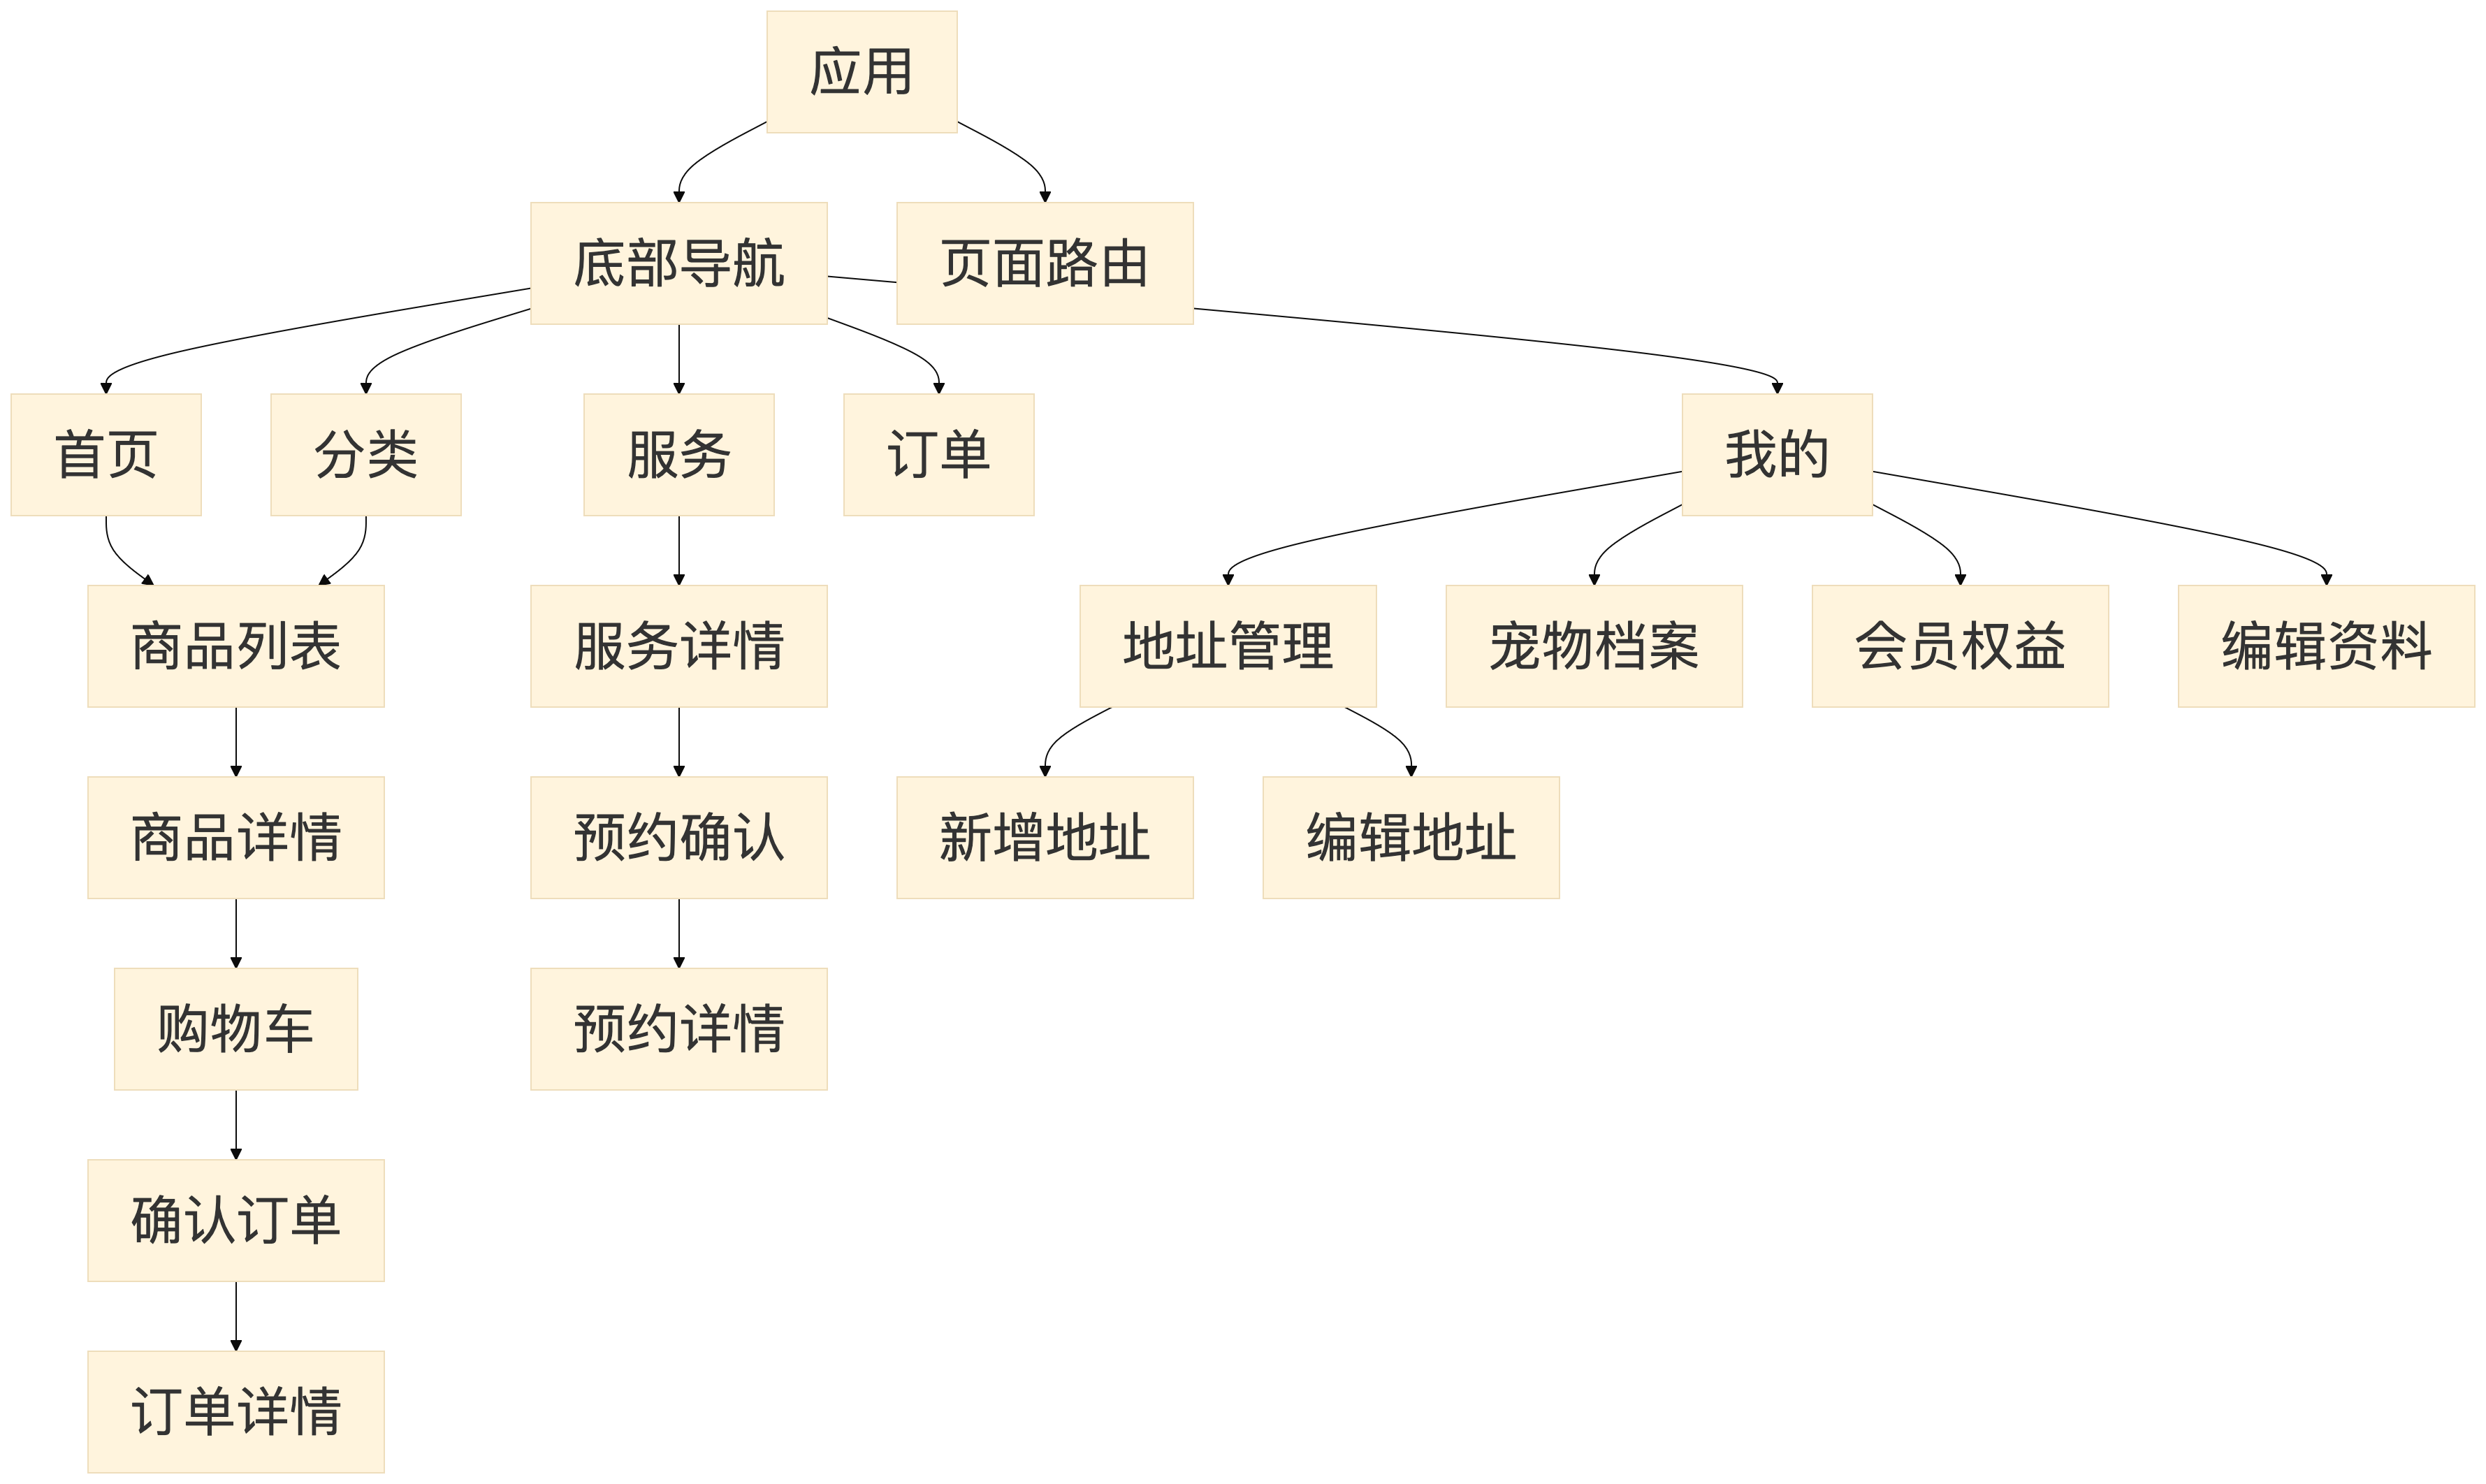 应用
底部导航
页面路由
首页
分类
服务
订单
我的
商品列表
服务详情
地址管理
宠物档案
会员权益
编辑资料
商品详情
预约确认
新增地址
编辑地址
购物车
预约详情
确认订单
订单详情